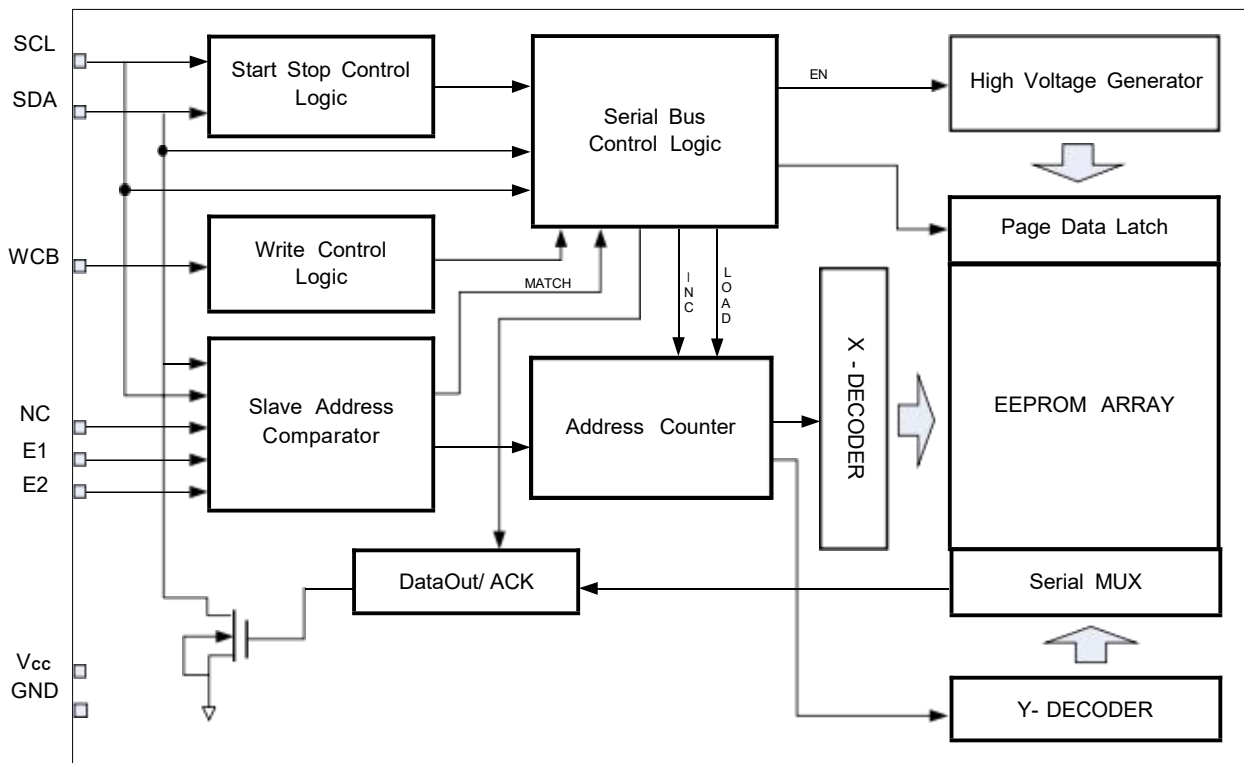 SCL
SDA
WCB
NC
E1
E2
Vcc
GND
Start Stop Control
Logic
Write Control
Logic
Slave Address
Comparator
Serial Bus
Control Logic
EN
MATCH
INC
LOAD
Address Counter
DataOut/ ACK
X - DECODER
High Voltage Generator
Page Data Latch
EEPROM ARRAY
Serial MUX
Y- DECODER